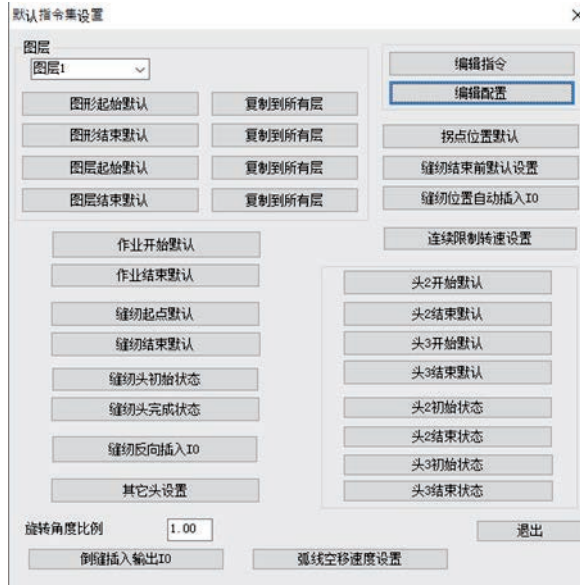 默认指令集设置
图层
图层1
图形起始默认
复制到所有层
图形结束默认
复制到所有层
图层起始默认
复制到所有层
图层结束默认
复制到所有层
编辑指令
编辑配置
拐点位置默认
缝纫结束前默认设置
缝纫位置自动插入IO
连续限制转速设置
作业开始默认
作业结束默认
缝纫起点默认
缝纫结束默认
缝纫头初始状态
缝纫头完成状态
缝纫反向插入IO
其它头设置
头2开始默认
头2结束默认
头3开始默认
头3结束默认
头2初始状态
头2结束状态
头3初始状态
头3结束状态
旋转角度比例
1.00
退出
倒缝插入输出IO
弧线空移速度设置